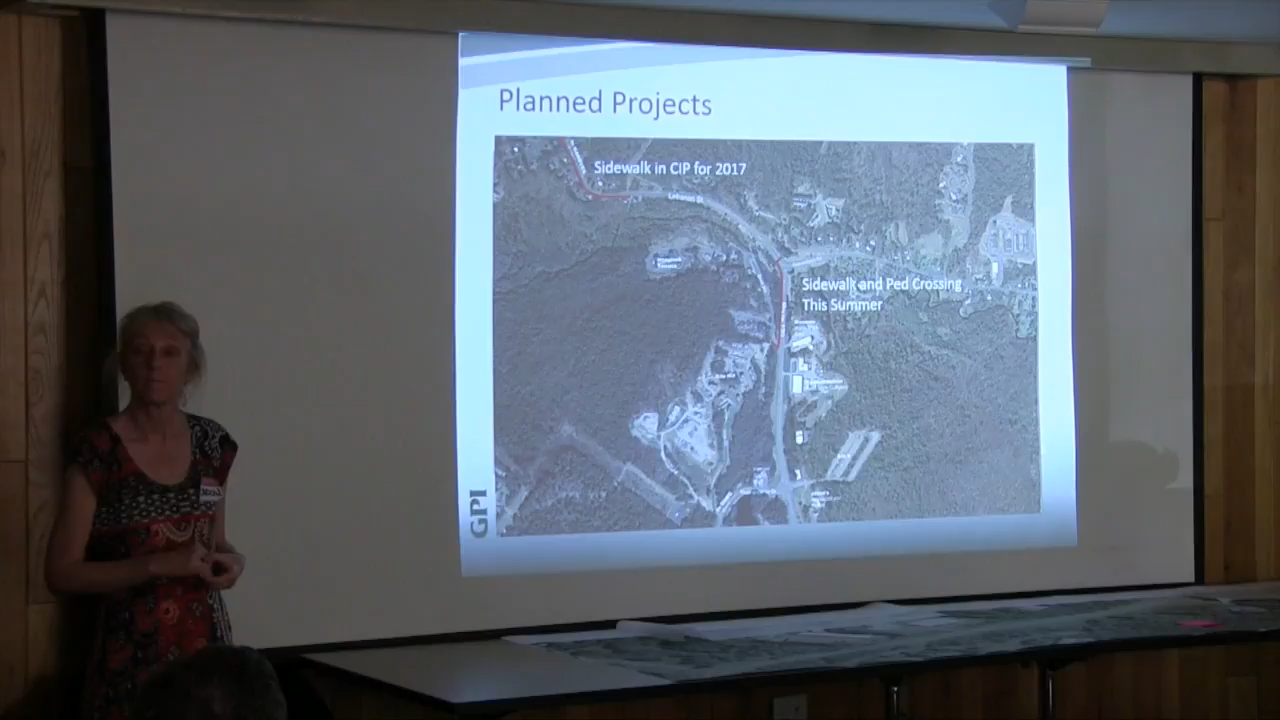 Planned Projects
Sidewalk in CIP for 2017
Sidewalk and Ped Crossing
This Summer
GPI